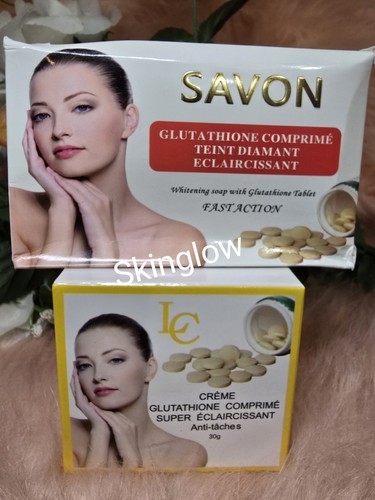 SAVON
GLUTATHIONE COMPRIMÉ
TEINT DIAMANT
ECLAIRCISSANT
Whitening soap with Glutathione Tablet
FAST ACTION
Skinglow
LC
CRÈME
GLUTATHIONE COMPRIMÉ
SUPER ÉCLAIRCISSANT
Anti-tâches
30g